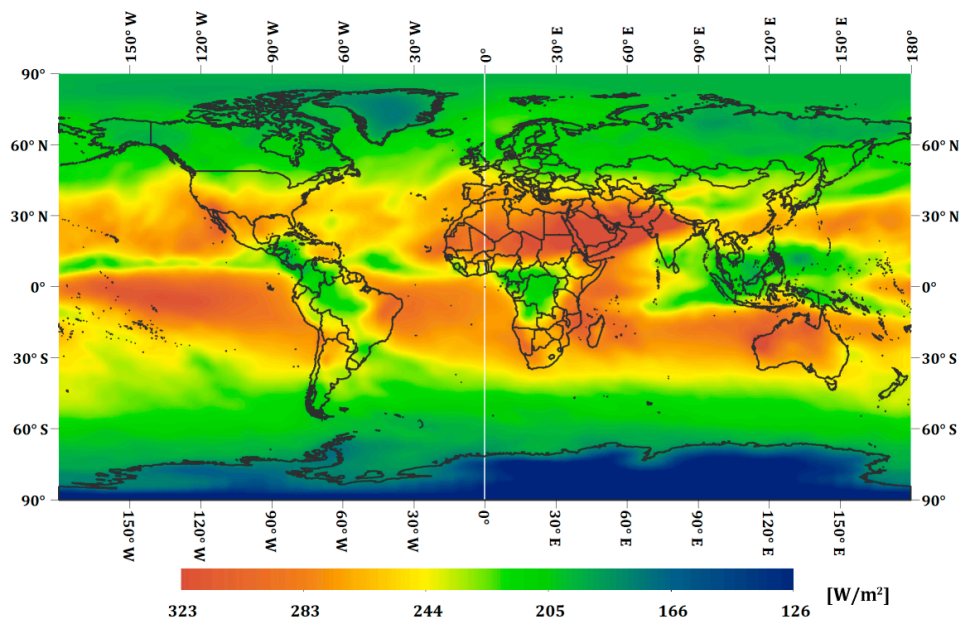 150° W 120° W 90° W 60° W 30° W 0° 30° E 60° E 90° E 120° E 150° E 180°
90° 90°
60° N 60° N
30° N 30° N
0° 0°
30° S 30° S
60° S 60° S
90° 90°
150° W 120° W 90° W 60° W 30° W 0° 30° E 60° E 90° E 120° E 150° E
323 283 244 205 166 126 [W/m²]